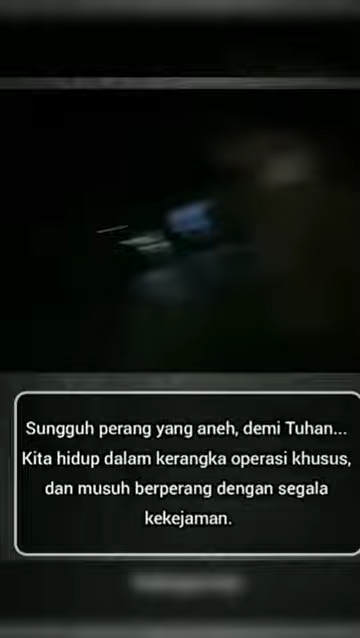 Sungguh perang yang aneh, demi Tuhan...
Kita hidup dalam kerangka operasi khusus,
dan musuh berperang dengan segala
kekejaman.